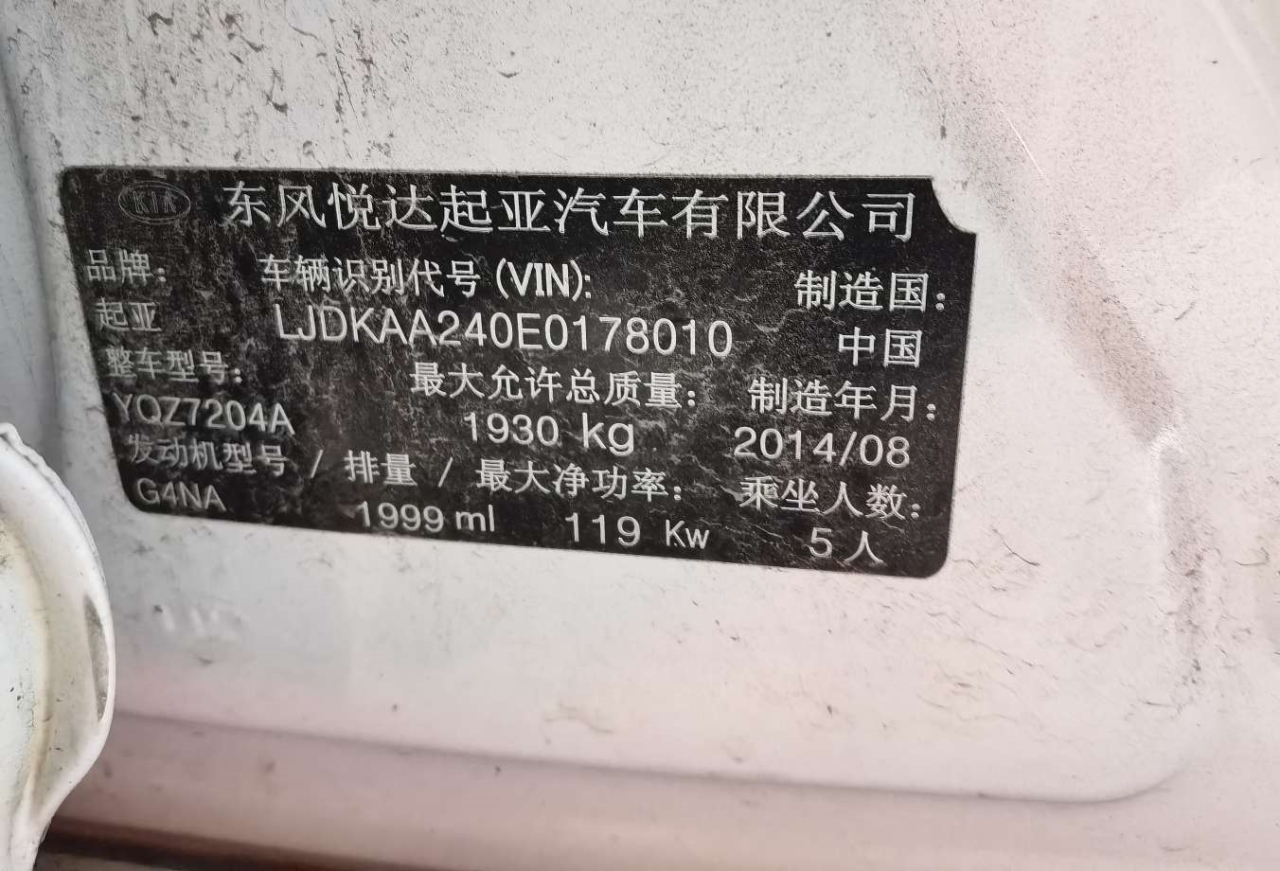 KIA 东风悦达起亚汽车有限公司
品牌: 车辆识别代号(VIN): 制造国:
起亚 LJDKAA240E0178010 中国
整车型号: 最大允许总质量: 制造年月:
YQZ7204A 1930 kg 2014/08
发动机型号 / 排量 / 最大净功率: 乘坐人数:
G4NA 1999 ml 119 Kw 5人